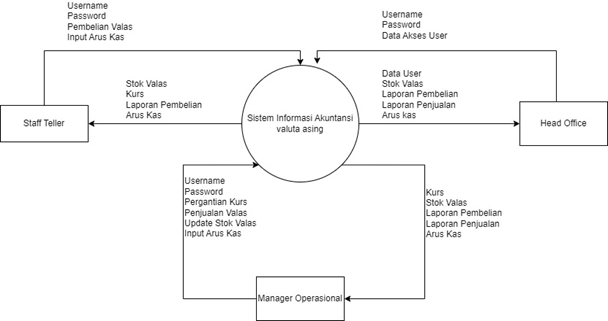 Username
Password
Pembelian Valas
Input Arus Kas
Username
Password
Data Akses User
Stok Valas
Kurs
Laporan Pembelian
Arus Kas
Data User
Stok Valas
Laporan Pembelian
Laporan Penjualan
Arus kas
Staff Teller
Sistem Informasi Akuntansi
valuta asing
Head Office
Username
Password
Pergantian Kurs
Penjualan Valas
Update Stok Valas
Input Arus Kas
Kurs
Stok Valas
Laporan Pembelian
Laporan Penjualan
Arus Kas
Manager Operasional